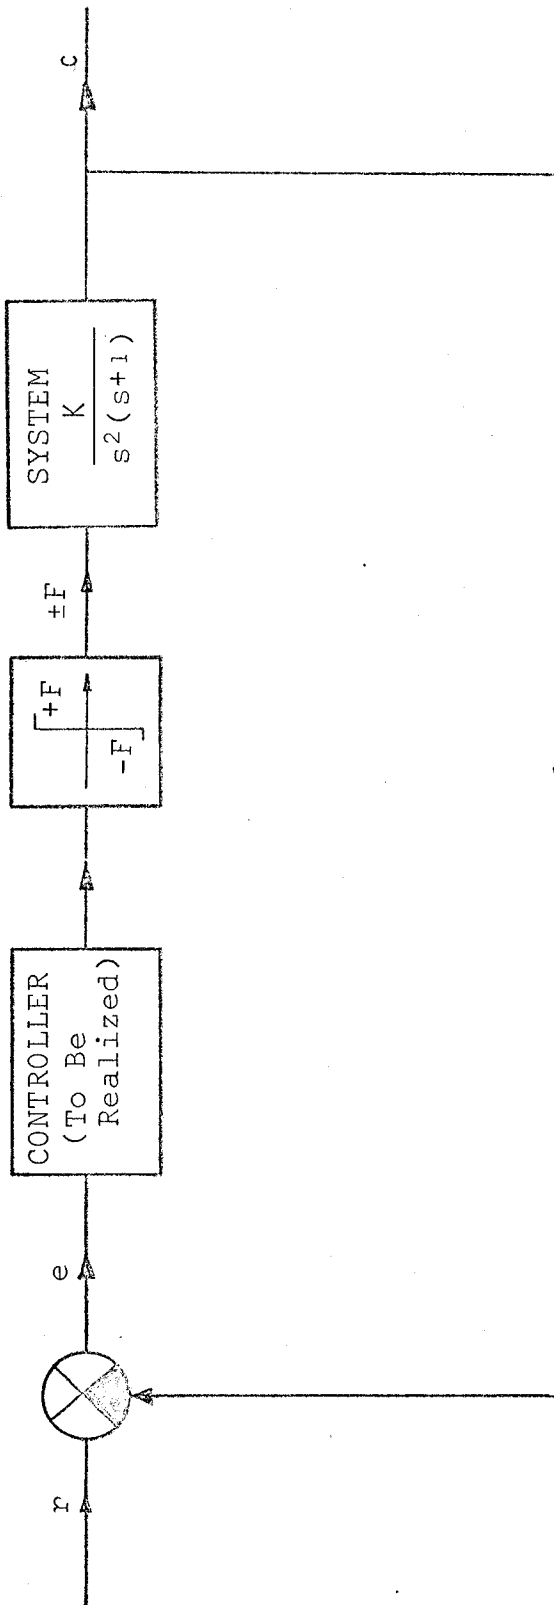 r
e
CONTROLLER
(To Be
Realized)
+F
-F
±F
SYSTEM
K
s²(s+1)
c